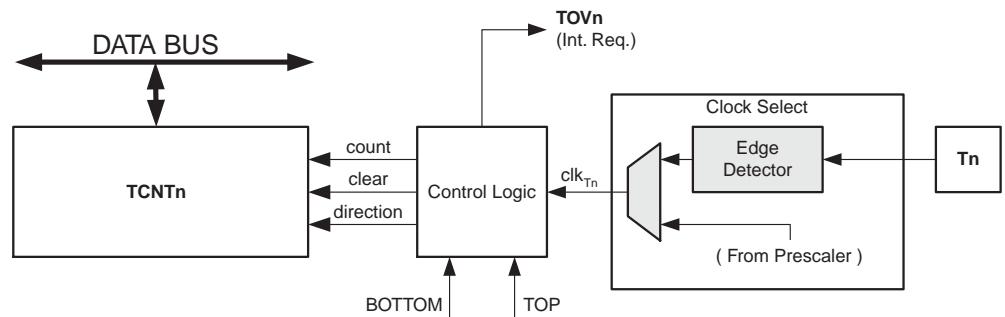 TOVn
(Int. Req.)
DATA BUS
Clock Select
count
Edge
Detector
Tn
TCNTn
clear
Control Logic
clkTn
direction
( From Prescaler )
BOTTOM
TOP